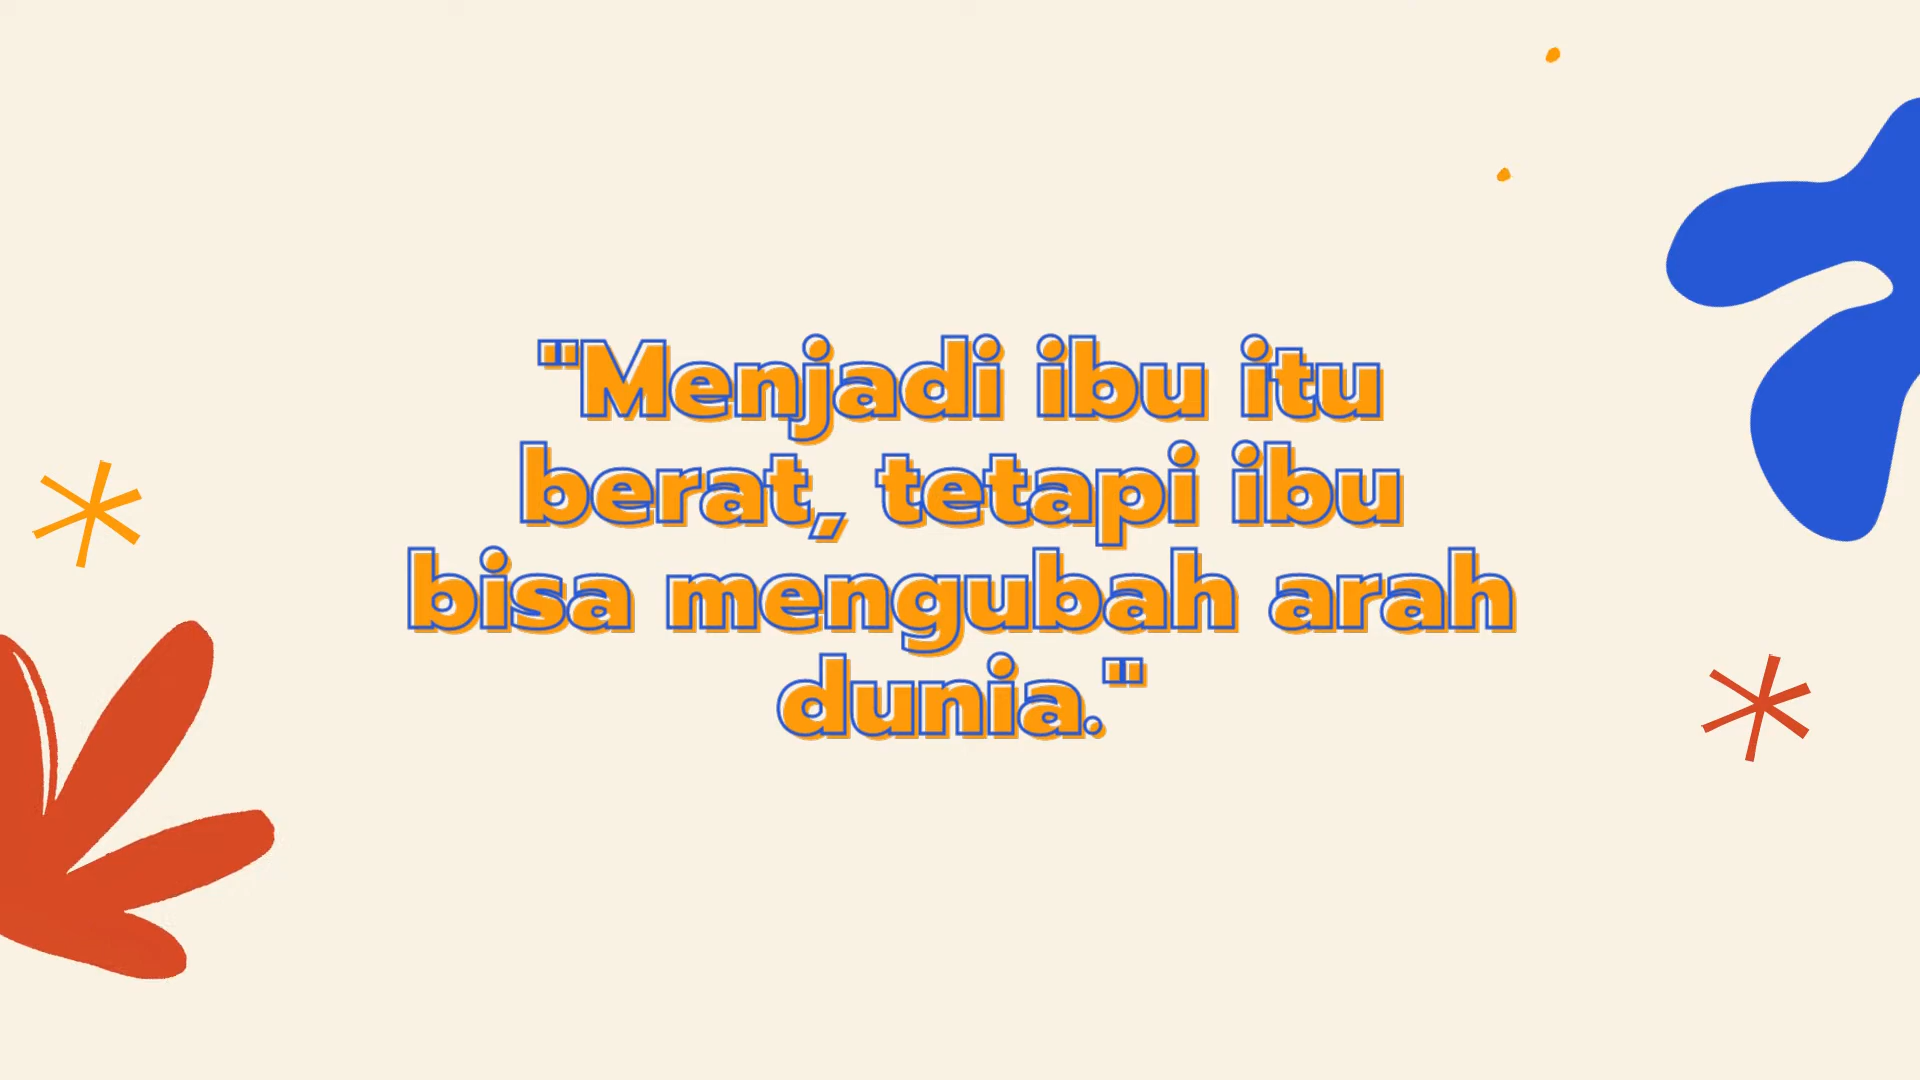 "Menjadi ibu itu
berat, tetapi ibu
bisa mengubah arah
dunia."